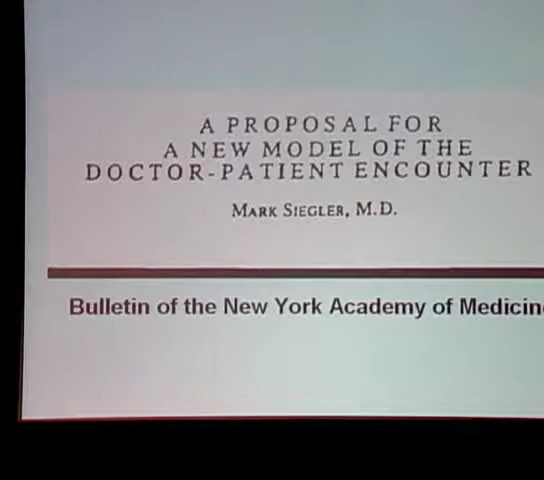 A PROPOSAL FOR
A NEW MODEL OF THE
DOCTOR-PATIENT ENCOUNTER
MARK SIEGLER, M.D.
Bulletin of the New York Academy of Medicin